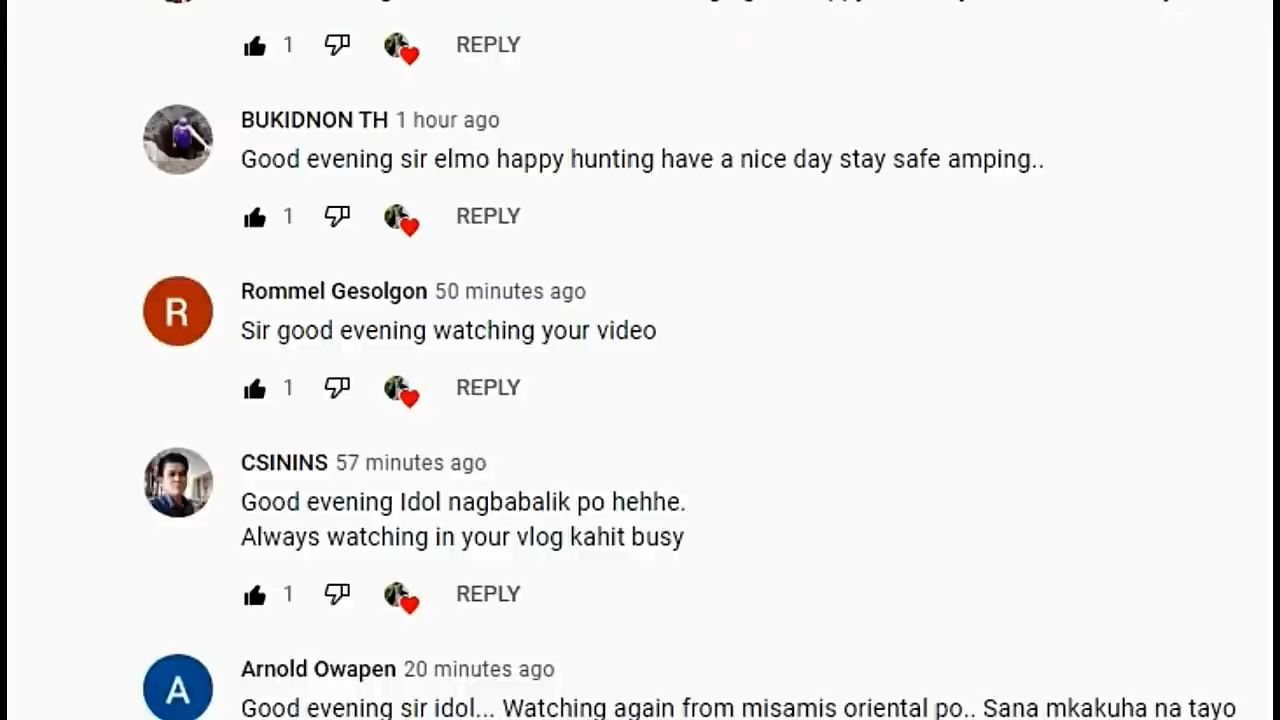 1 REPLY
BUKIDNON TH 1 hour ago
Good evening sir elmo happy hunting have a nice day stay safe amping..
1 REPLY
R
Rommel Gesolgon 50 minutes ago
Sir good evening watching your video
1 REPLY
CSININS 57 minutes ago
Good evening Idol nagbabalik po hehhe.
Always watching in your vlog kahit busy
1 REPLY
A
Arnold Owapen 20 minutes ago
Good evening sir idol... Watching again from misamis oriental po.. Sana mkakuha na tayo